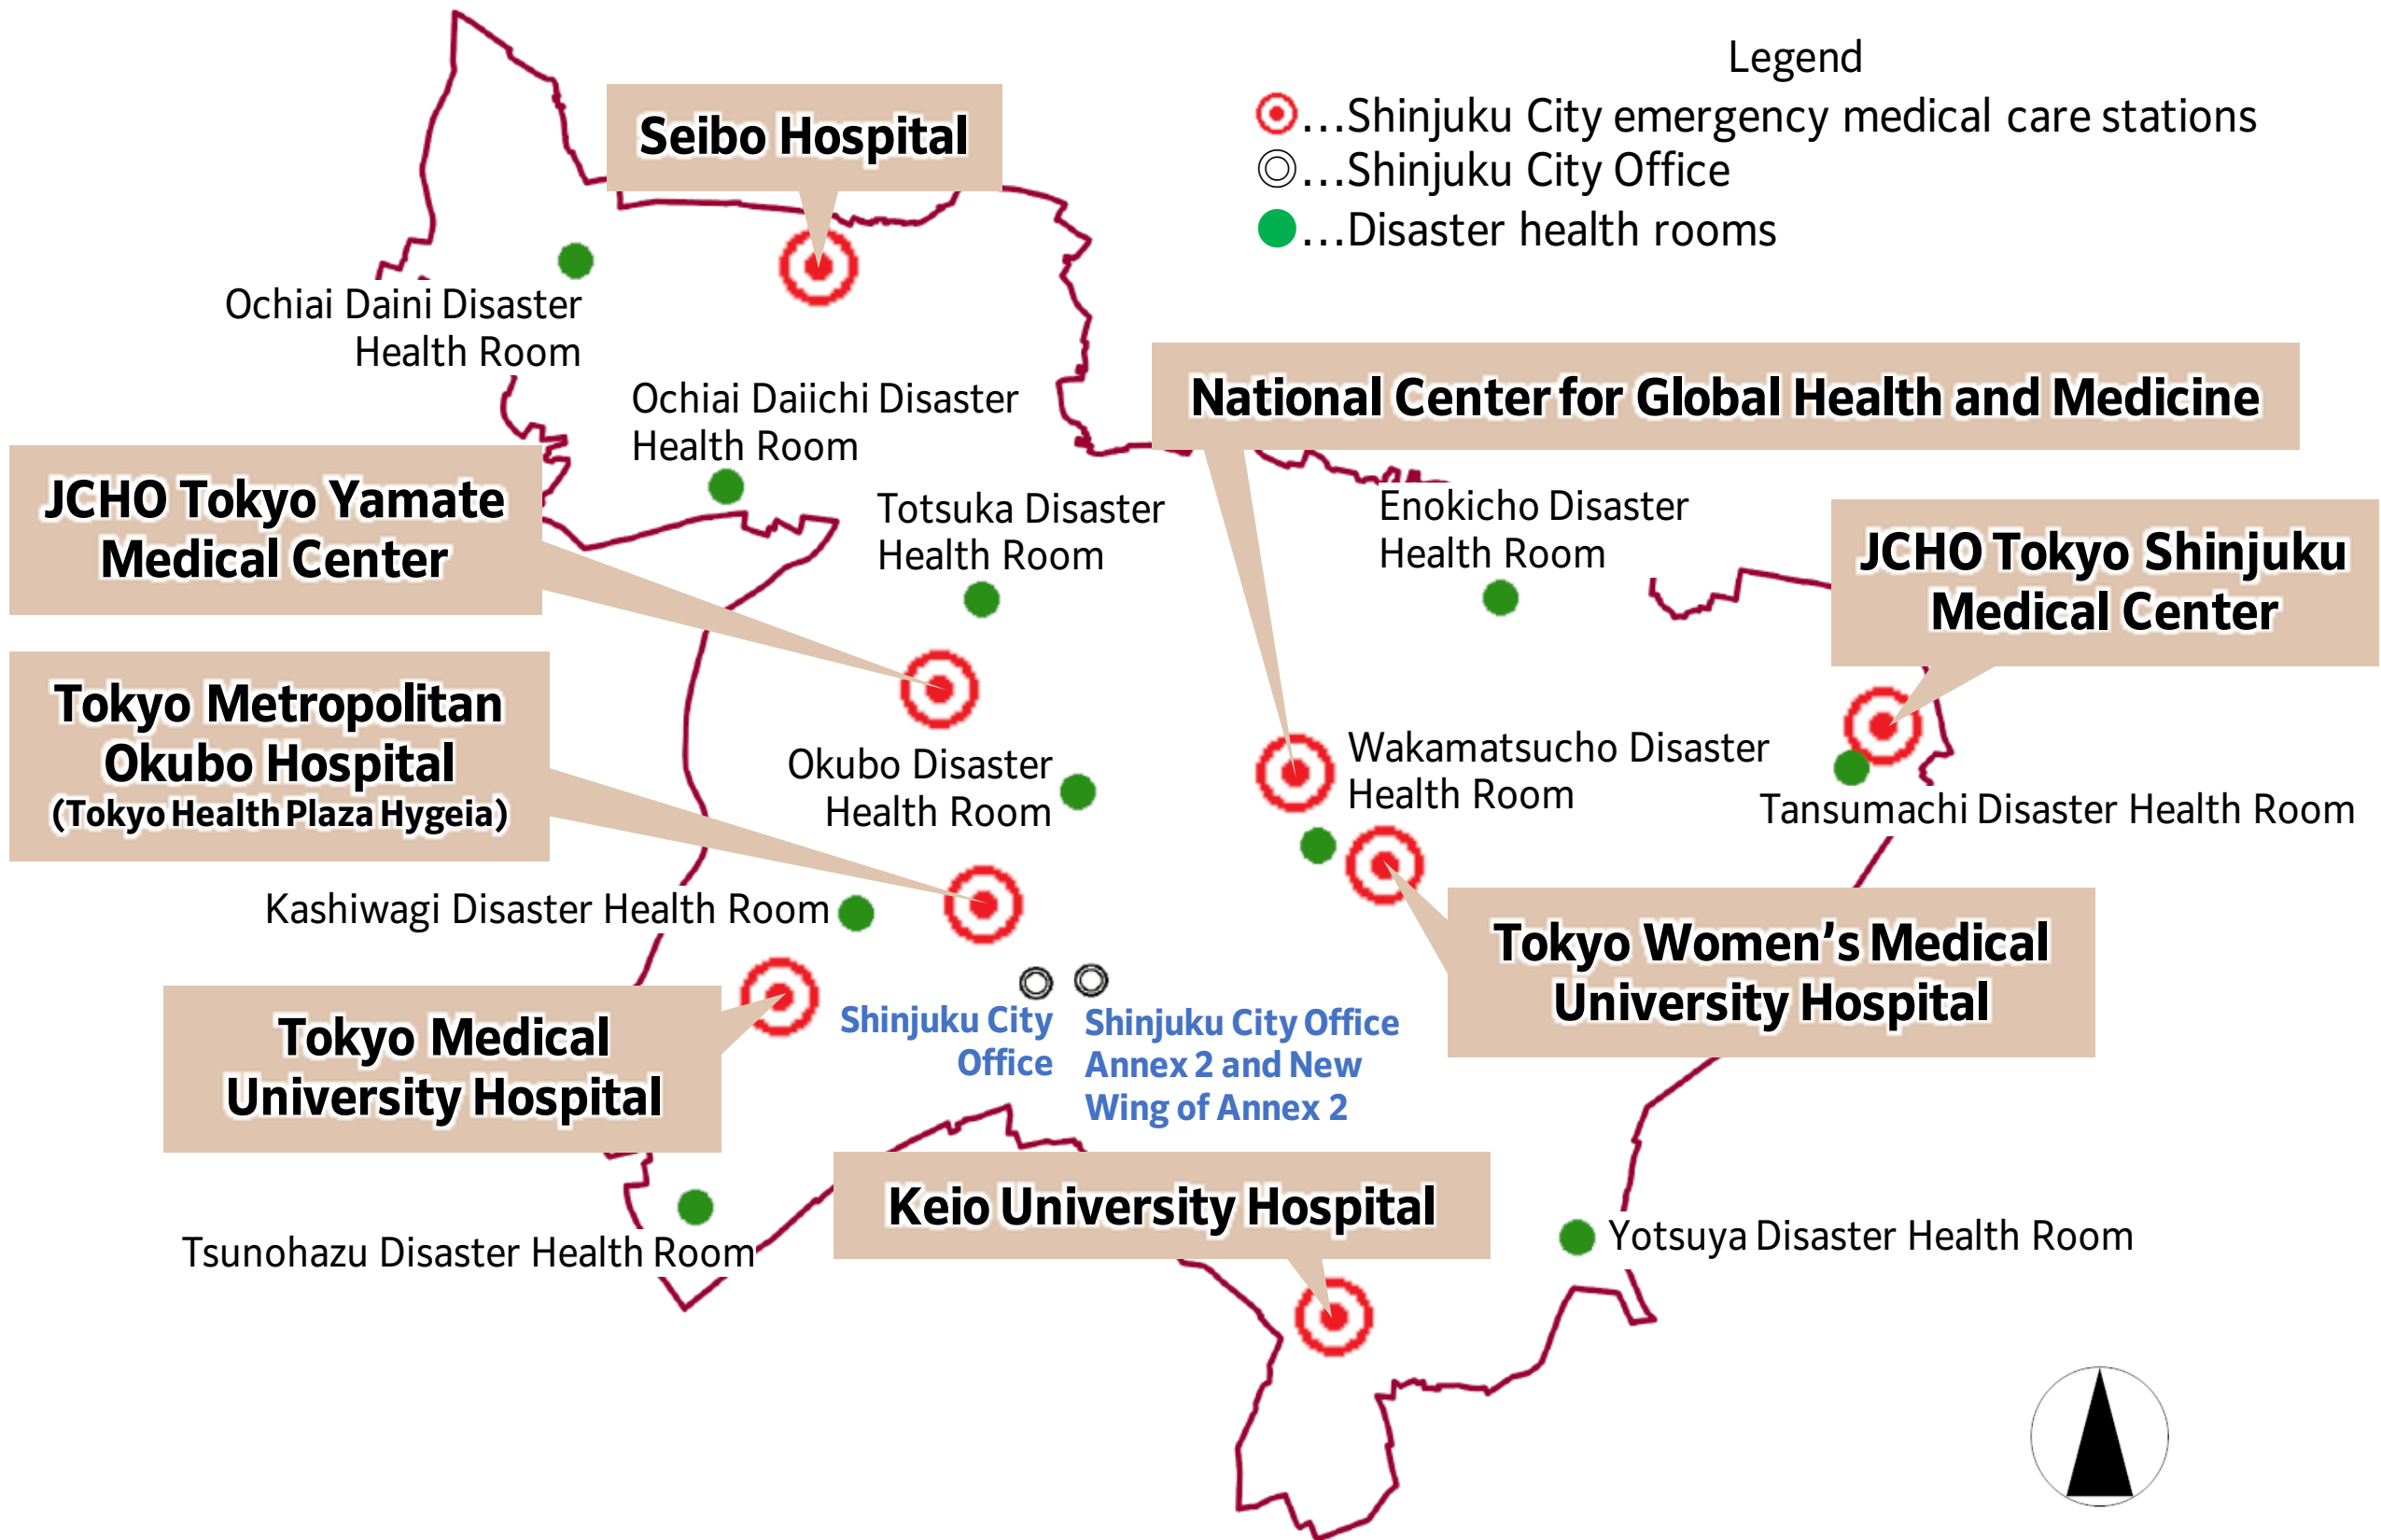 Legend
…Shinjuku City emergency medical care stations
…Shinjuku City Office
…Disaster health rooms
Seibo Hospital
Ochiai Daini Disaster
Health Room
Ochiai Daiichi Disaster
Health Room
National Center for Global Health and Medicine
JCHO Tokyo Yamate
Medical Center
Totsuka Disaster
Health Room
Enokicho Disaster
Health Room
JCHO Tokyo Shinjuku
Medical Center
Tokyo Metropolitan
Okubo Hospital
(Tokyo Health Plaza Hygeia)
Okubo Disaster
Health Room
Wakamatsucho Disaster
Health Room
Tansumachi Disaster Health Room
Kashiwagi Disaster Health Room
Tokyo Women's Medical
University Hospital
Tokyo Medical
University Hospital
Shinjuku City
Office
Shinjuku City Office
Annex 2 and New
Wing of Annex 2
Keio University Hospital
Tsunohazu Disaster Health Room
Yotsuya Disaster Health Room